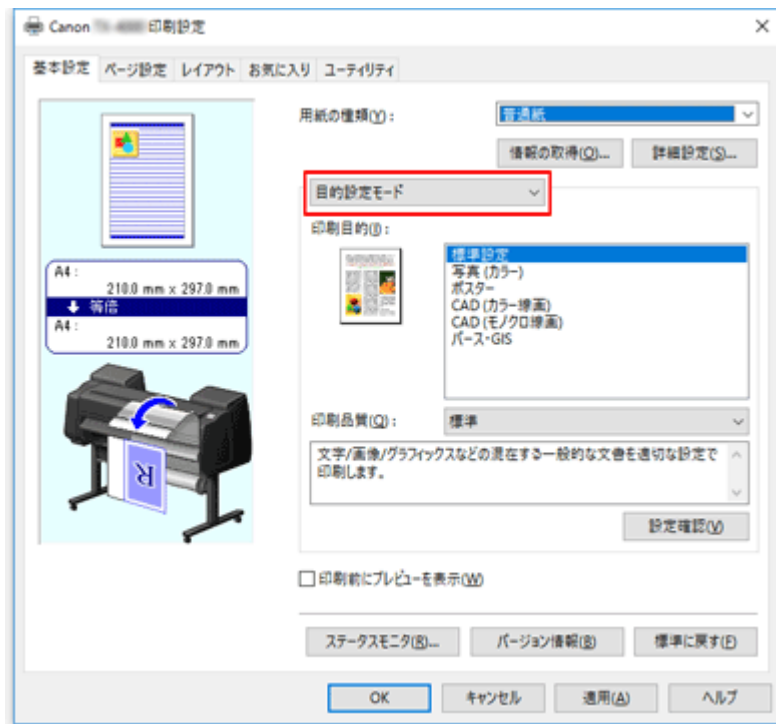 Canon 印刷設定
基本設定 ページ設定 レイアウト お気に入り ユーティリティ
用紙の種類(Y):
普通紙
情報の取得(O)... 詳細設定(S)...
目的設定モード
印刷目的(I):
標準設定
写真 (カラー)
ポスター
CAD (カラー線画)
CAD (モノクロ線画)
パース・GIS
A4 :
210.0 mm x 297.0 mm
等倍
A4 :
210.0 mm x 297.0 mm
R
印刷品質(Q):
標準
文字/画像/グラフィックスなどの混在する一般的な文書を適切な設定で
印刷します。
設定確認(V)
印刷前にプレビューを表示(W)
ステータスモニタ(R)... バージョン情報(B) 標準に戻す(F)
OK キャンセル 適用(A) ヘルプ